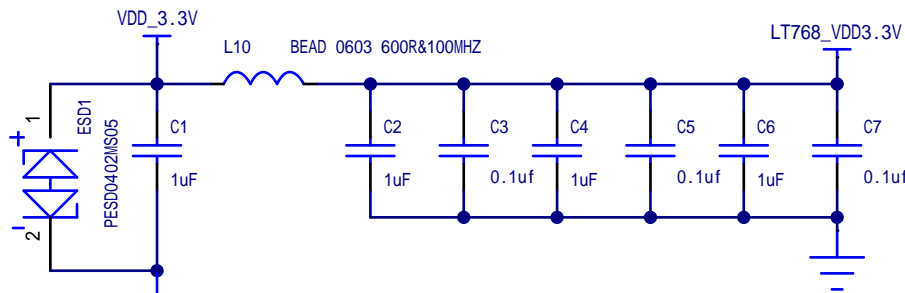 VDD_3.3V
LT768_VDD3.3V
L10
BEAD 0603 600R&100MHZ
1
ESD1
PESD0402MS05
2
+
-
C1
1uF
C2
1uF
C3
0.1uf
C4
1uF
C5
0.1uf
C6
1uF
C7
0.1uf